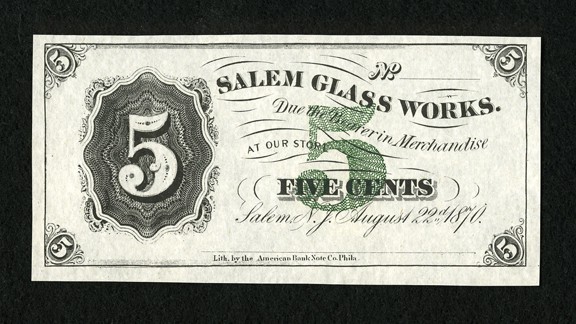 5 5
No
SALEM GLASS WORKS.
Due the Bearer in Merchandise
AT OUR STORE
5 5
FIVE CENTS
Salem, N.J. August 22d 1870.
5 5
Lith. by the American Bank Note Co. Phila.